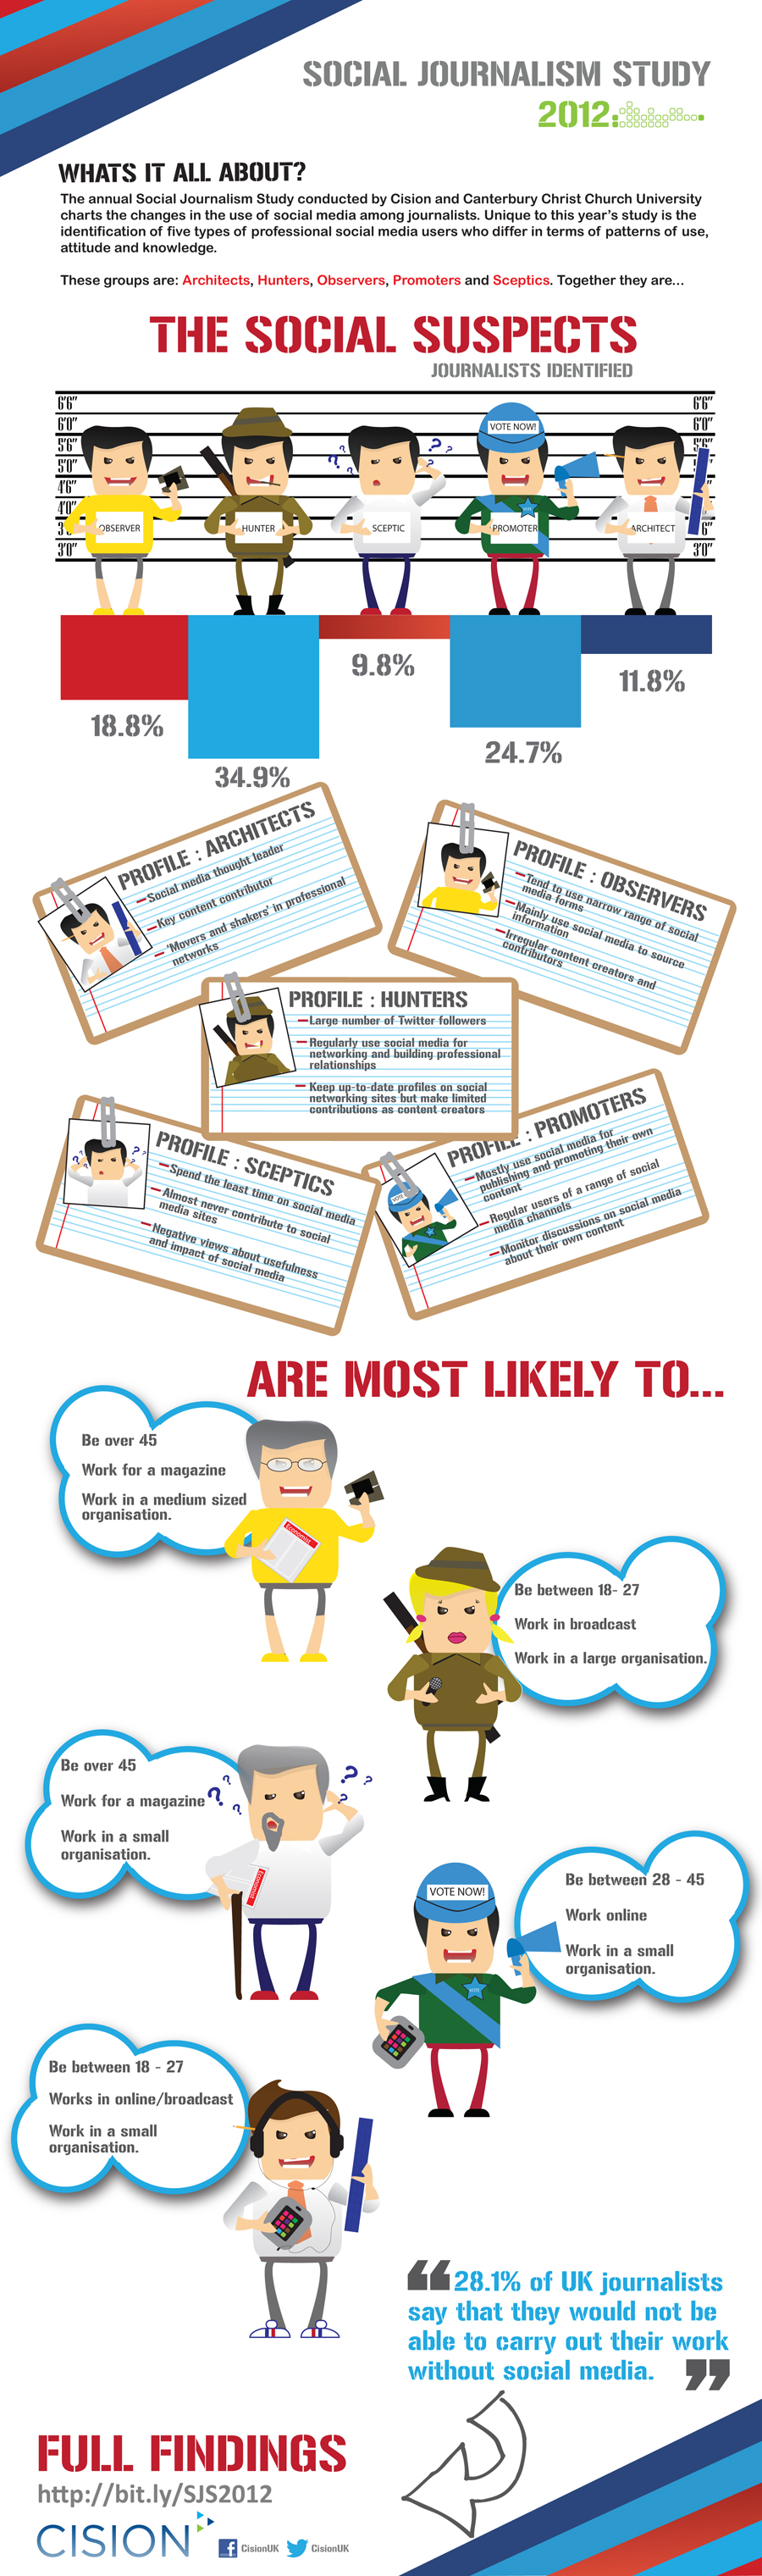 SOCIAL JOURNALISM STUDY
2012:
WHATS IT ALL ABOUT?
The annual Social Journalism Study conducted by Cision and Canterbury Christ Church University
charts the changes in the use of social media among journalists. Unique to this year's study is the
identification of five types of professional social media users who differ in terms of patterns of use,
attitude and knowledge.
These groups are: Architects, Hunters, Observers, Promoters and Sceptics. Together they are...
THE SOCIAL SUSPECTS
JOURNALISTS IDENTIFIED
6'6" 6'6"
6'0" 6'0"
5'6"
5'0"
4'6"
4'0"
3'0" 3'0"
VOTE NOW!
OBSERVER HUNTER SCEPTIC PROMOTER ARCHITECT
18.8%
34.9%
9.8%
24.7%
11.8%
PROFILE : ARCHITECTS
Social media thought leader
Key content contributor
'Movers and shakers' in professional
networks
PROFILE : OBSERVERS
Tend to use narrow range of social
media forms
Mainly use social media to source
information
Irregular content creators and
contributors
PROFILE : HUNTERS
Large number of Twitter followers
Regularly use social media for
networking and building professional
relationships
Keep up-to-date profiles on social
networking sites but make limited
contributions as content creators
PROFILE : SCEPTICS
Spend the least time on social media
Almost never contribute to social
media sites
Negative views about usefulness
and impact of social media
PROFILE : PROMOTERS
Mostly use social media for
publishing and promoting their own
content
Regular users of a range of social
media channels
Monitor discussions on social media
about their own content
ARE MOST LIKELY TO...
Be over 45
Work for a magazine
Work in a medium sized
organisation.
Economist
Be between 18- 27
Work in broadcast
Work in a large organisation.
Be over 45
Work for a magazine
Work in a small
organisation.
Economist
VOTE NOW!
Be between 28 - 45
Work online
Work in a small
organisation.
Be between 18 - 27
Works in online/broadcast
Work in a small
organisation.
“28.1% of UK journalists
say that they would not be
able to carry out their work
without social media. ”
FULL FINDINGS
http://bit.ly/SJS2012
CISION
CisionUK CisionUK